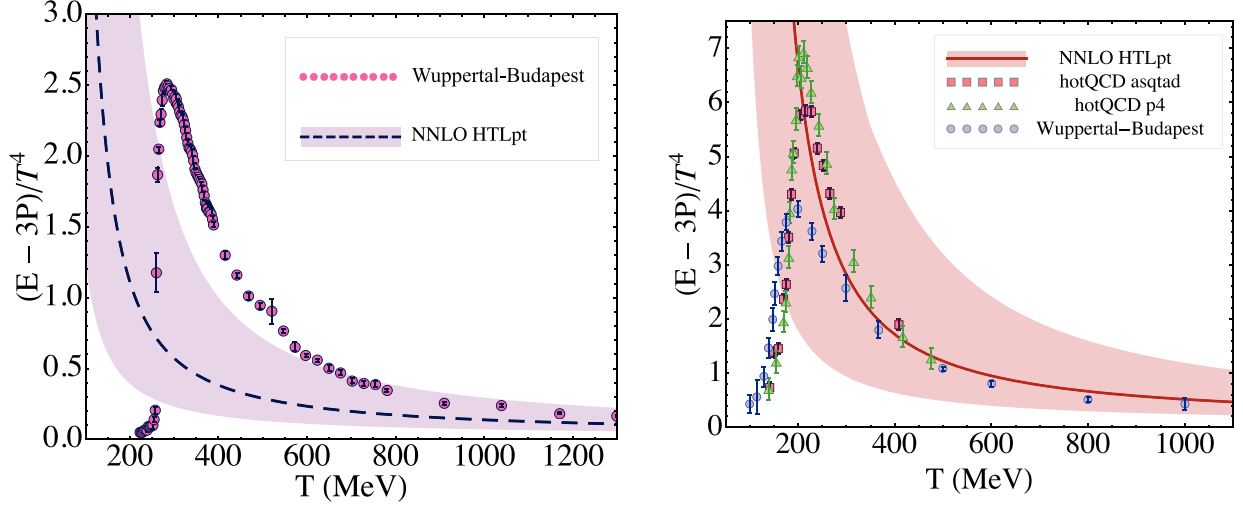 3.0
2.5
2.0
1.5
1.0
0.5
0.0
(E − 3P)/T⁴
Wuppertal-Budapest
NNLO HTLpt
200 400 600 800 1000 1200
T (MeV)
7
6
5
4
3
2
1
0
(E − 3P)/T⁴
NNLO HTLpt
hotQCD asqtad
hotQCD p4
Wuppertal−Budapest
200 400 600 800 1000
T (MeV)